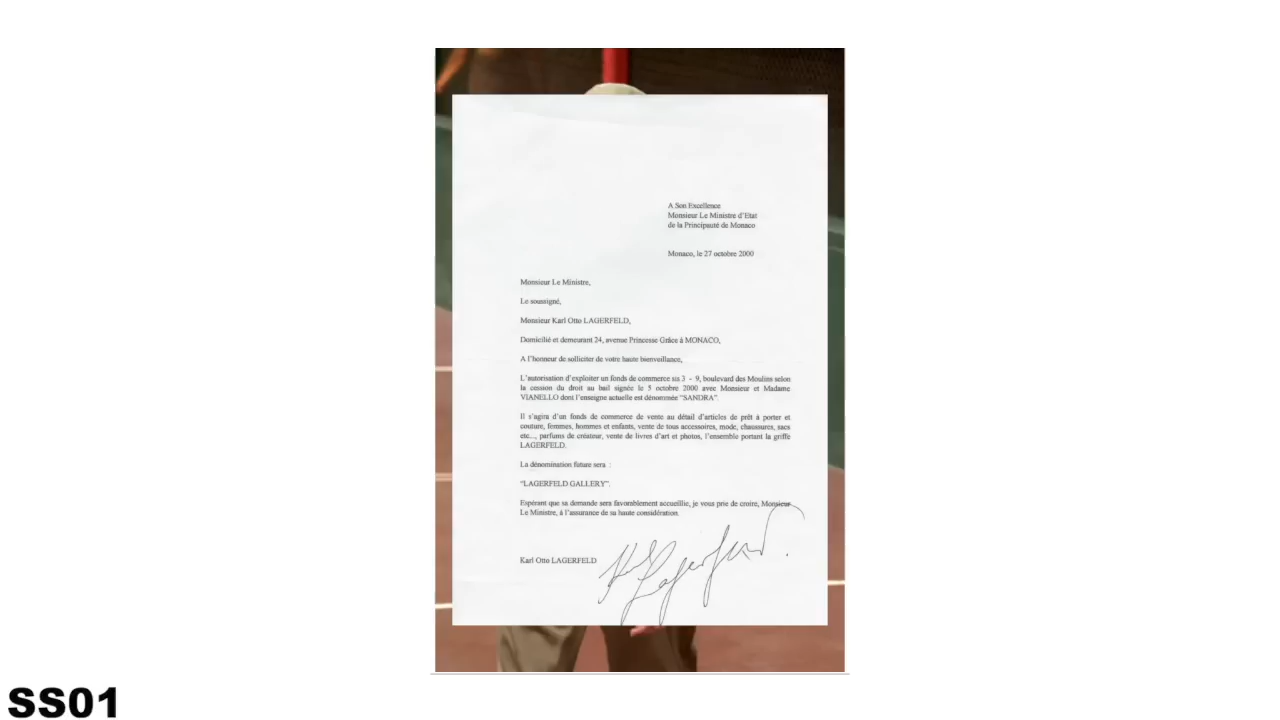 A Son Excellence
Monsieur Le Ministre d'Etat
de la Principauté de Monaco
Monaco, le 27 octobre 2000
Monsieur Le Ministre,
Le soussigné,
Monsieur Karl Otto LAGERFELD,
Domicilié et demeurant 24, avenue Princesse Grâce à MONACO,
A l'honneur de solliciter de votre haute bienveillance,
L'autorisation d'exploiter un fonds de commerce sis 3 - 9, boulevard des Moulins selon
la cession du droit au bail signée le 5 octobre 2000 avec Monsieur et Madame
VIANELLO dont l'enseigne actuelle est dénommée "SANDRA".
Il s'agira d'un fonds de commerce de vente au détail d'articles de prêt à porter et
couture, femmes, hommes et enfants, vente de tous accessoires, mode, chaussures, sacs
etc..., parfums de créateur, vente de livres d'art et photos, l'ensemble portant la griffe
LAGERFELD.
La dénomination future sera :
"LAGERFELD GALLERY".
Espérant que sa demande sera favorablement accueillie, je vous prie de croire, Monsieur
Le Ministre, à l'assurance de sa haute considération.
Karl Otto LAGERFELD
Karl Lagerfeld
SS01